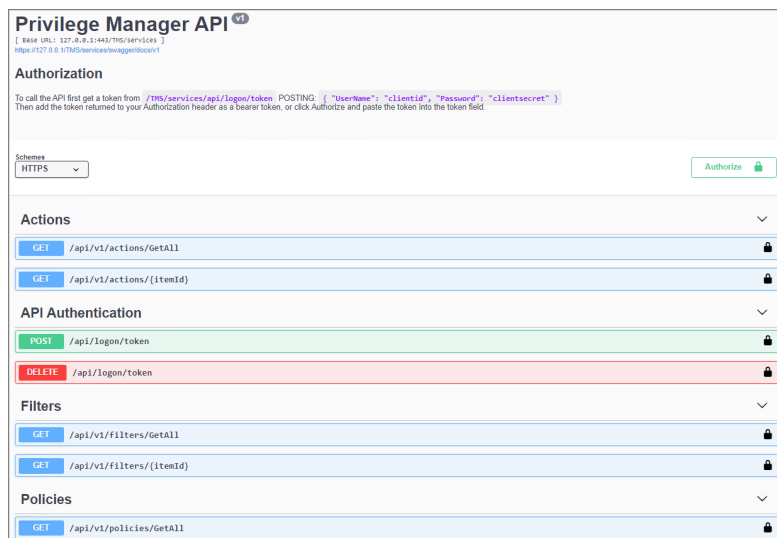 Privilege Manager API v1
[ Base URL: 127.0.0.1:443/TMS/services ]
https://127.0.0.1/TMS/services/swagger/docs/v1
Authorization
To call the API first get a token from /TMS/services/api/logon/token POSTING: { "UserName": "clientid", "Password": "clientsecret" }
Then add the token returned to your Authorization header as a bearer token, or click Authorize and paste the token into the token field.
Schemes
HTTPS
Authorize
Actions
GET /api/v1/actions/GetAll
GET /api/v1/actions/{itemId}
API Authentication
POST /api/logon/token
DELETE /api/logon/token
Filters
GET /api/v1/filters/GetAll
GET /api/v1/filters/{itemId}
Policies
GET /api/v1/policies/GetAll